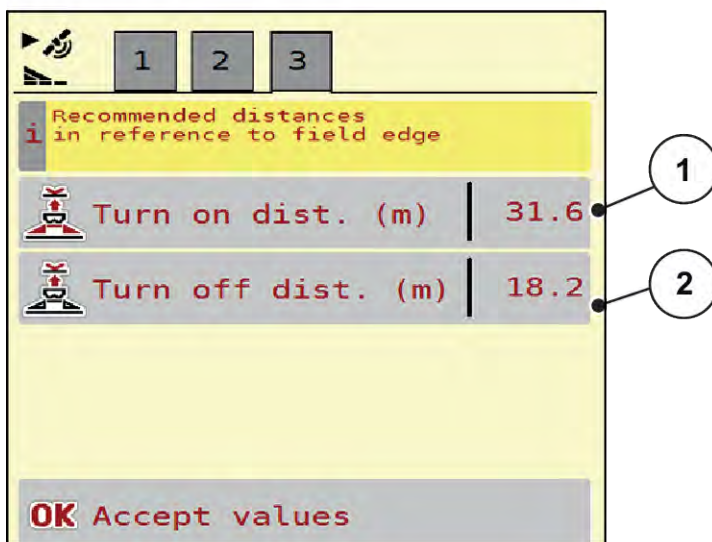 1 2 3
i Recommended distances
in reference to field edge
Turn on dist. (m) 31.6
1
Turn off dist. (m) 18.2
2
OK Accept values